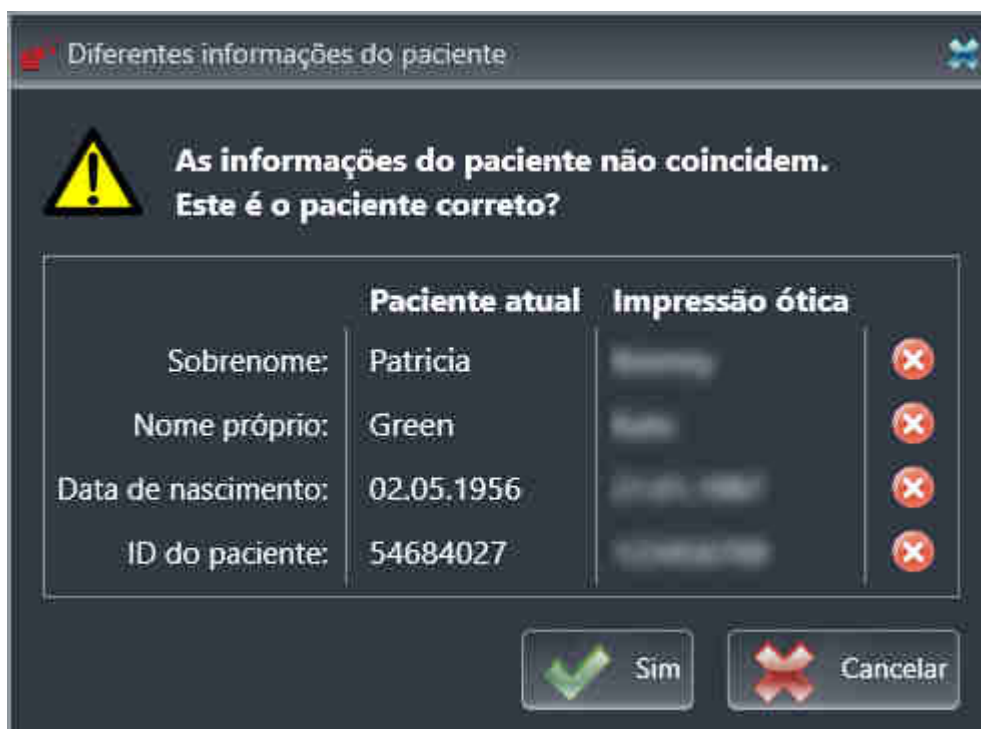 Diferentes informações do paciente
As informações do paciente não coincidem.
Este é o paciente correto?
Paciente atual Impressão ótica
Sobrenome: Patricia
Nome próprio: Green
Data de nascimento: 02.05.1956
ID do paciente: 54684027
Sim Cancelar